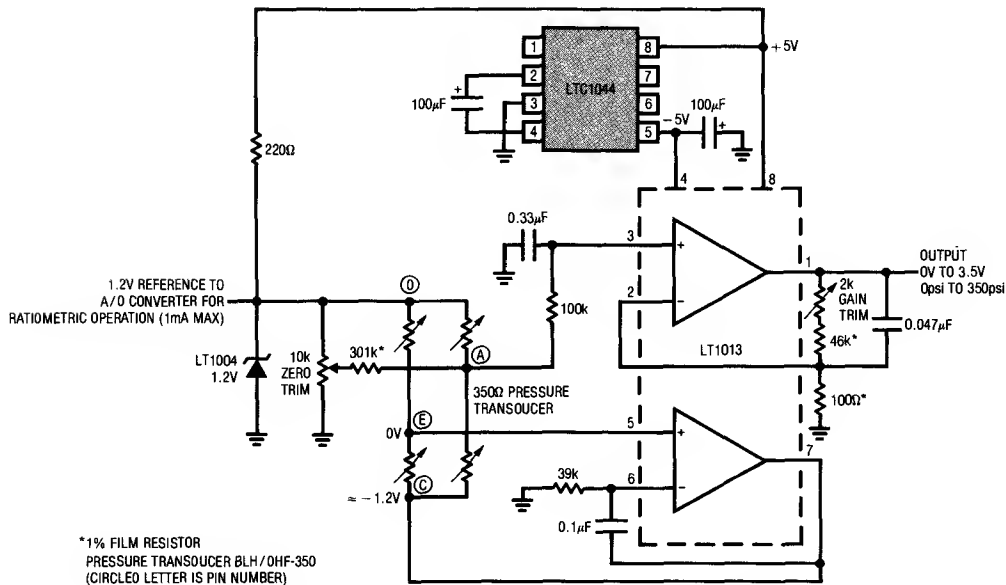 1
2
3
4
8
7
6
5
LTC1044
+5V
+
100µF
-5V
100µF
+
220Ω
4
8
0.33µF
3
+
1
OUTPUT
0V TO 3.5V
0psi TO 350psi
1.2V REFERENCE TO
A/O CONVERTER FOR
RATIOMETRIC OPERATION (1mA MAX)
O
100k
2
−
2k
GAIN
TRIM
0.047µF
46k*
LT1013
LT1004
1.2V
10k
ZERO
TRIM
301k*
A
350Ω PRESSURE
TRANSOUCER
100Ω*
E
0V
5
+
7
C
≈ −1.2V
39k
6
−
0.1µF
*1% FILM RESISTOR
PRESSURE TRANSOUCER BLH/OHF-350
(CIRCLEO LETTER IS PIN NUMBER)